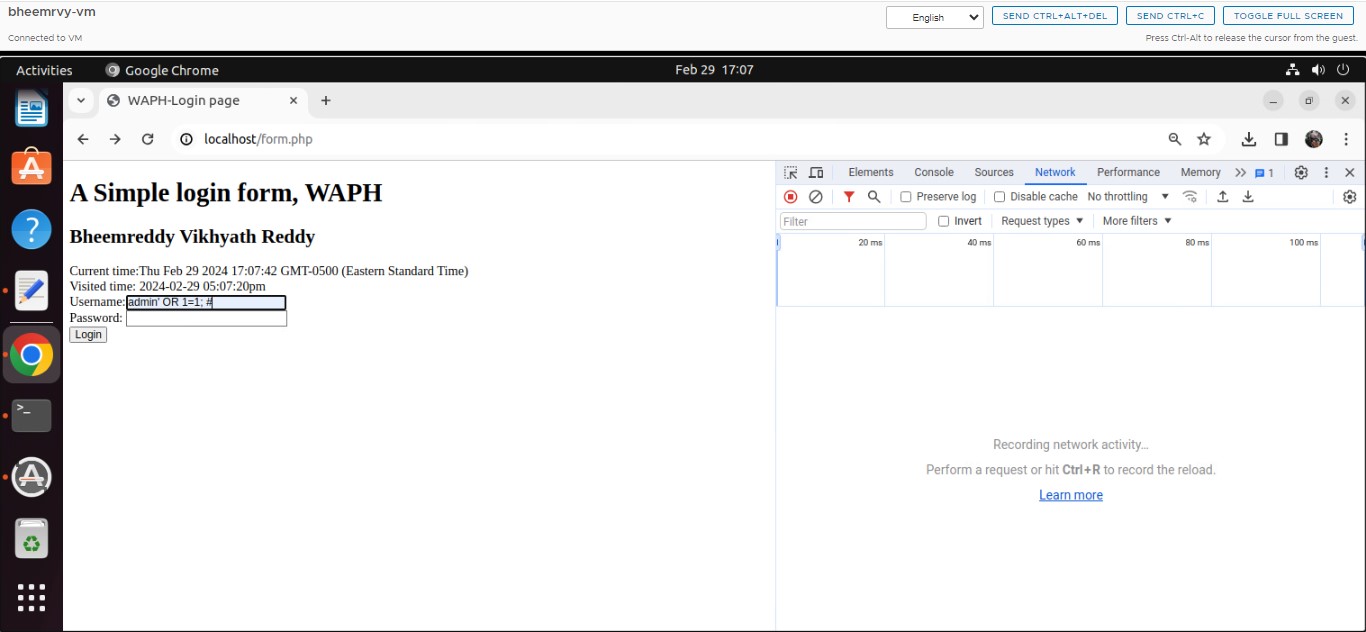 bheemrvy-vm
English
SEND CTRL+ALT+DEL
SEND CTRL+C
TOGGLE FULL SCREEN
Connected to VM
Press Ctrl-Alt to release the cursor from the guest.
Activities
Google Chrome
Feb 29 17:07
WAPH-Login page
localhost/form.php
A Simple login form, WAPH
Bheemreddy Vikhyath Reddy
Current time:Thu Feb 29 2024 17:07:42 GMT-0500 (Eastern Standard Time)
Visited time: 2024-02-29 05:07:20pm
Username: admin' OR 1=1; #
Password:
Login
Elements Console Sources Network Performance Memory 1
Preserve log Disable cache No throttling
Filter Invert Request types More filters
20 ms 40 ms 60 ms 80 ms 100 ms
Recording network activity…
Perform a request or hit Ctrl+R to record the reload.
Learn more